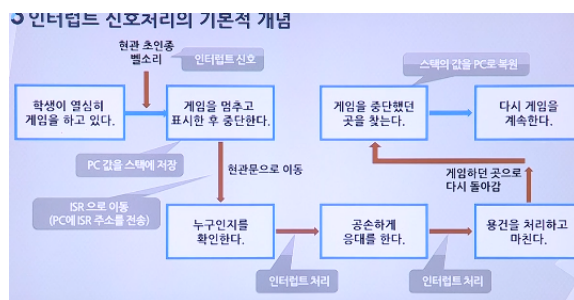 3 인터럽트 신호처리의 기본적 개념
현관 초인종
벨소리
인터럽트 신호
스택의 값을 PC로 복원
학생이 열심히
게임을 하고 있다.
게임을 멈추고
표시한 후 중단한다.
게임을 중단했던
곳을 찾는다.
다시 게임을
계속한다.
PC 값을 스택에 저장
현관문으로 이동
게임하던 곳으로
다시 돌아감
ISR 으로 이동
(PC에 ISR 주소를 전송)
누구인지를
확인한다.
공손하게
응대를 한다.
용건을 처리하고
마친다.
인터럽트 처리
인터럽트 처리